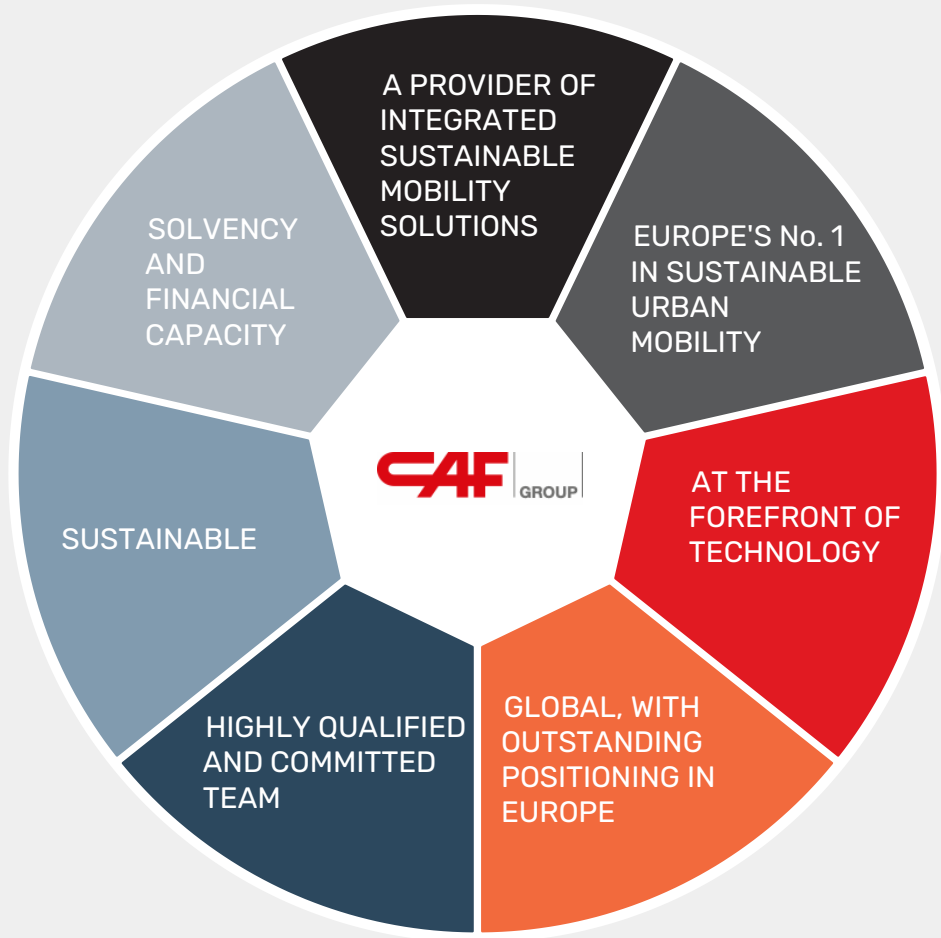 A PROVIDER OF
INTEGRATED
SUSTAINABLE
MOBILITY
SOLUTIONS
EUROPE'S No. 1
IN SUSTAINABLE
URBAN
MOBILITY
AT THE
FOREFRONT OF
TECHNOLOGY
GLOBAL, WITH
OUTSTANDING
POSITIONING IN
EUROPE
HIGHLY QUALIFIED
AND COMMITTED
TEAM
SUSTAINABLE
SOLVENCY
AND
FINANCIAL
CAPACITY
CAF GROUP